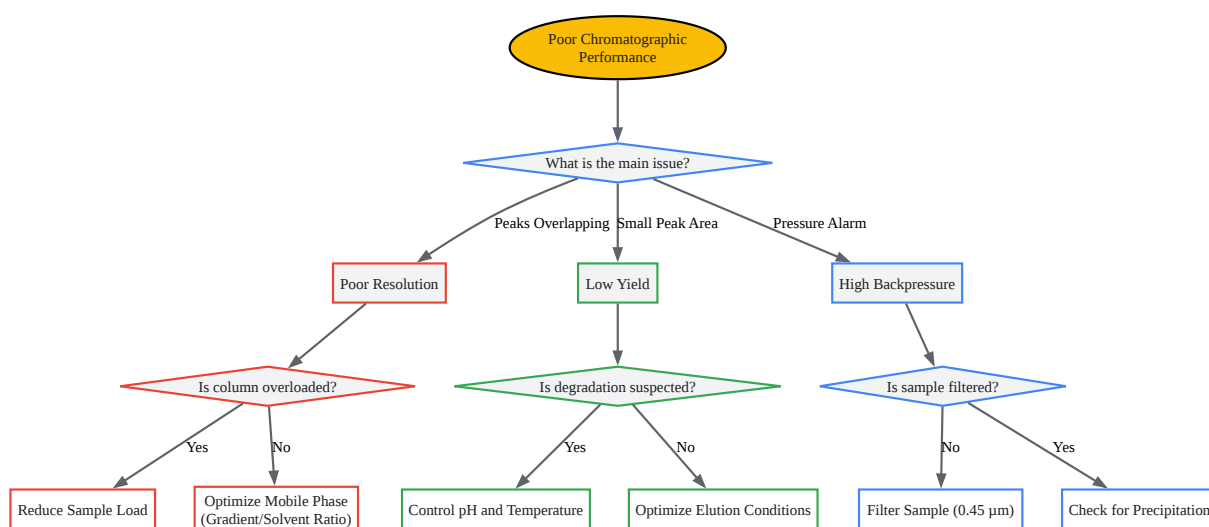 Poor Chromatographic
Performance
What is the main issue?
Peaks Overlapping
Small Peak Area
Pressure Alarm
Poor Resolution
Low Yield
High Backpressure
Is column overloaded?
Is degradation suspected?
Is sample filtered?
Yes
No
Yes
No
No
Yes
Reduce Sample Load
Optimize Mobile Phase
(Gradient/Solvent Ratio)
Control pH and Temperature
Optimize Elution Conditions
Filter Sample (0.45 µm)
Check for Precipitation